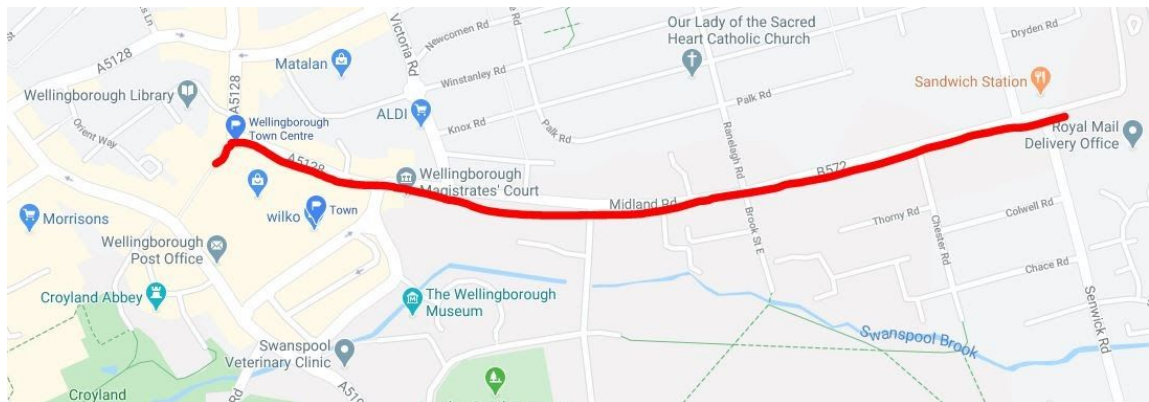 Newcomen Rd
Victoria Rd
A5128
A5128
Matalan
Winstanley Rd
Our Lady of the Sacred
Heart Catholic Church
Dryden Rd
Sandwich Station
Wellingborough Library
ALDI
Knox Rd
Palk Rd
Palk Rd
Ranelagh Rd
Orient Way
Wellingborough
Town Centre
A5128
Royal Mail
Delivery Office
B572
Wellingborough
Magistrates' Court
Midland Rd
Morrisons
wilko
Town
Brook St E
Thorny Rd
Chester Rd
Colwell Rd
Wellingborough
Post Office
Chace Rd
Croyland Abbey
The Wellingborough
Museum
Senwick Rd
Swanspool
Veterinary Clinic
Swanspool Brook
Croyland
Rd